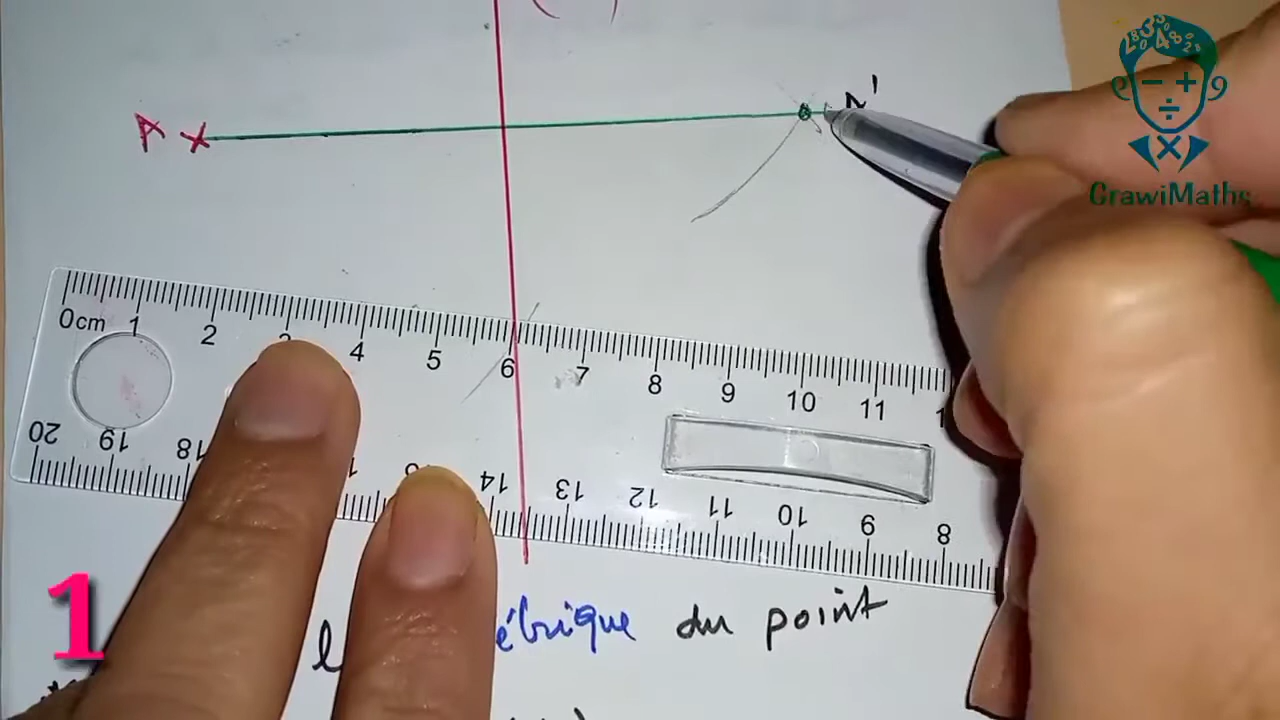 A
A'
0cm 1 2 3 4 5 6 7 8 9 10 11
20 19 18 14 13 12 11 10 9 8
GrawiMaths
1
du point